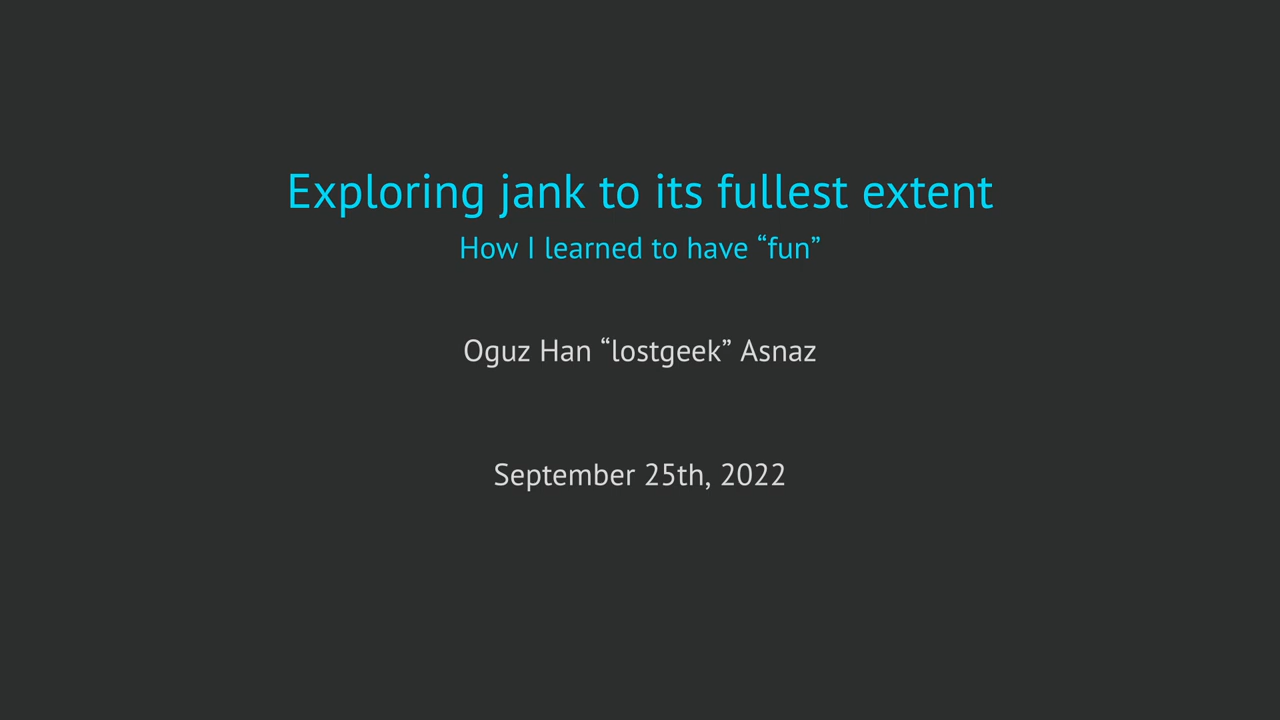 Exploring jank to its fullest extent
How I learned to have “fun”
Oguz Han “lostgeek” Asnaz
September 25th, 2022